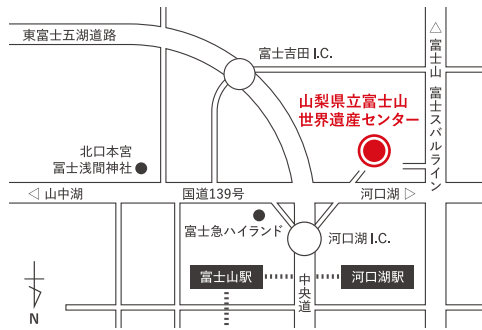 東富士五湖道路
富士吉田 I.C.
△富士山 富士スバルライン
山梨県立富士山
世界遺産センター
北口本宮
冨士浅間神社
◁ 山中湖
国道139号
河口湖 ▷
富士急ハイランド
河口湖 I.C.
富士山駅
中央道
河口湖駅
N